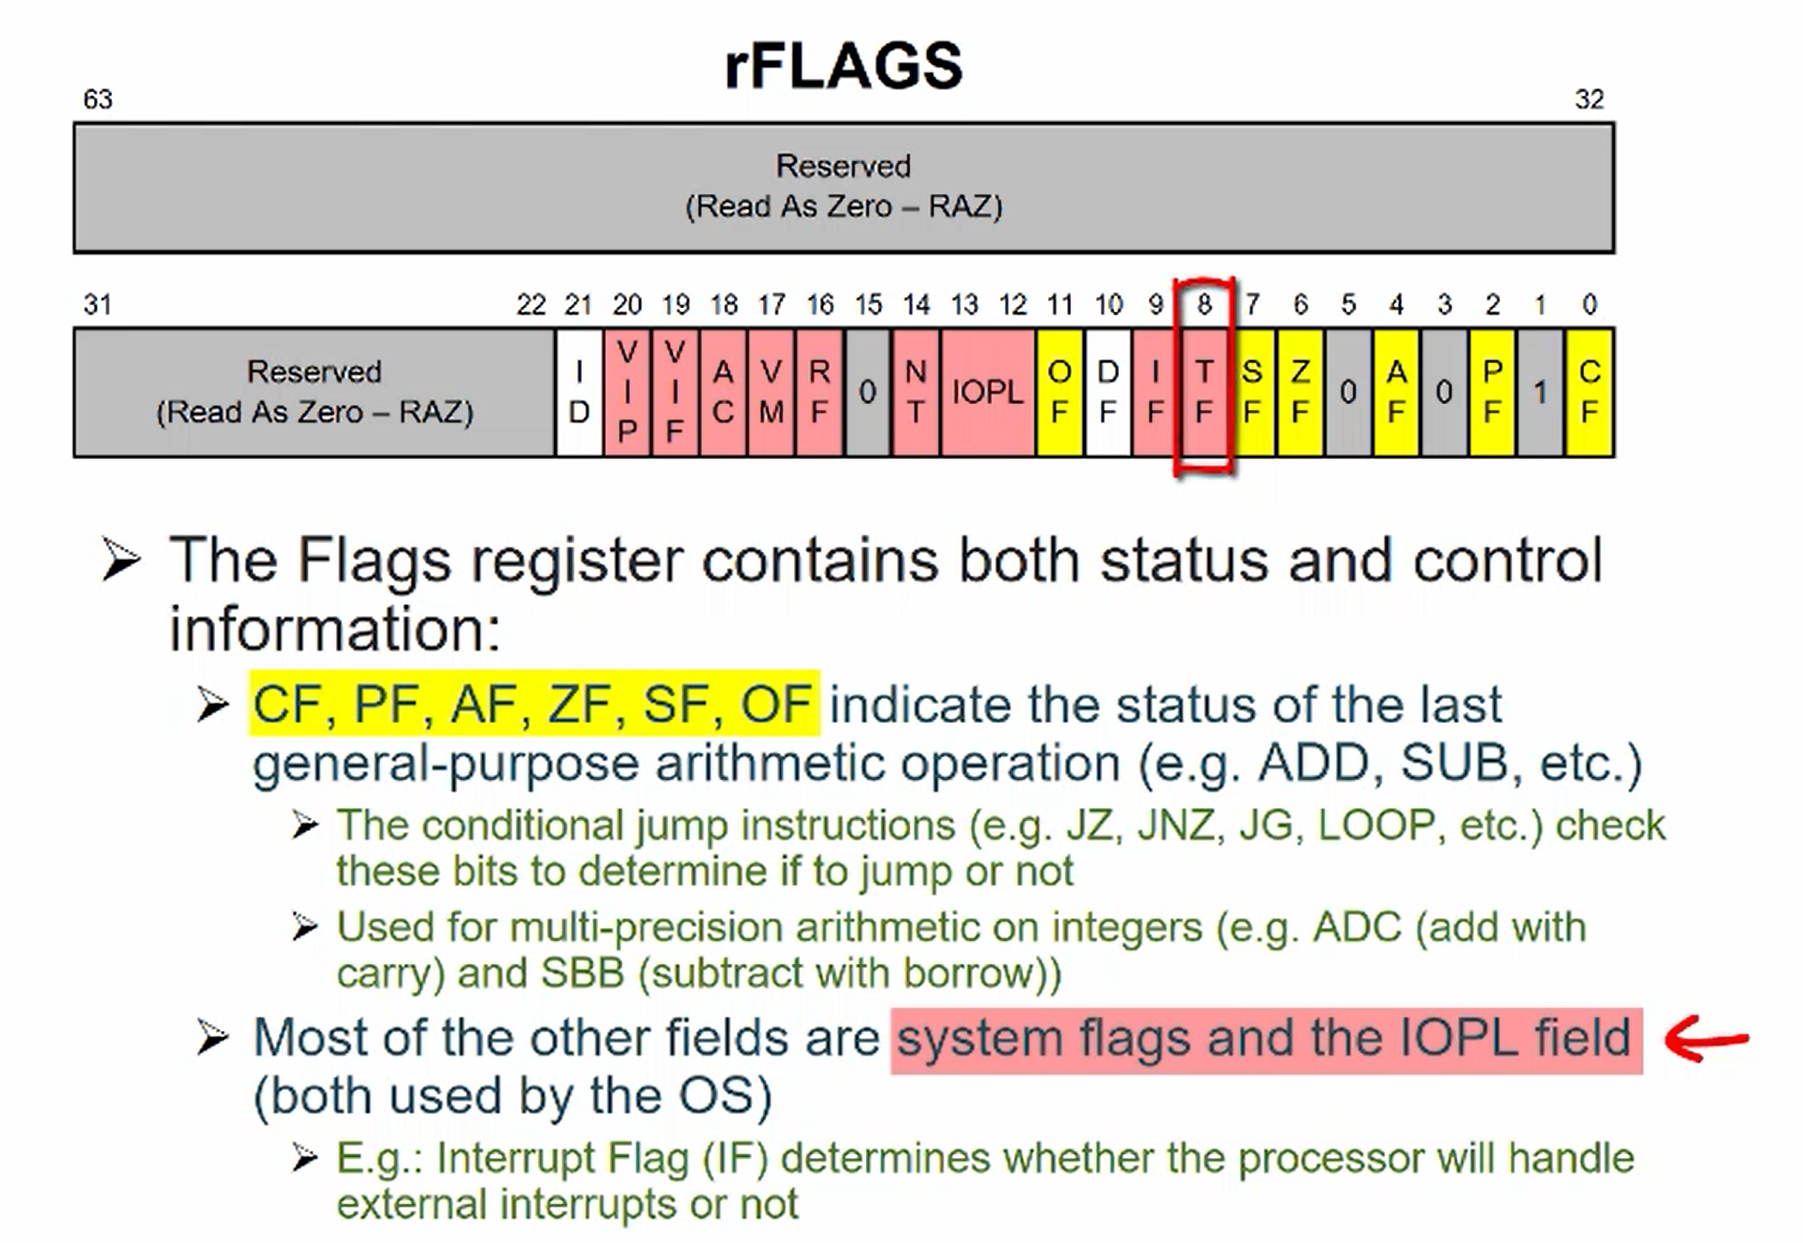 rFLAGS
63 32
Reserved
(Read As Zero – RAZ)
31 22 21 20 19 18 17 16 15 14 13 12 11 10 9 8 7 6 5 4 3 2 1 0
Reserved
(Read As Zero – RAZ)
ID VIP VIF AC VM RF 0 NT IOPL OF DF IF TF SF ZF 0 AF 0 PF 1 CF
The Flags register contains both status and control
information:
CF, PF, AF, ZF, SF, OF indicate the status of the last
general-purpose arithmetic operation (e.g. ADD, SUB, etc.)
The conditional jump instructions (e.g. JZ, JNZ, JG, LOOP, etc.) check
these bits to determine if to jump or not
Used for multi-precision arithmetic on integers (e.g. ADC (add with
carry) and SBB (subtract with borrow))
Most of the other fields are system flags and the IOPL field
(both used by the OS)
E.g.: Interrupt Flag (IF) determines whether the processor will handle
external interrupts or not